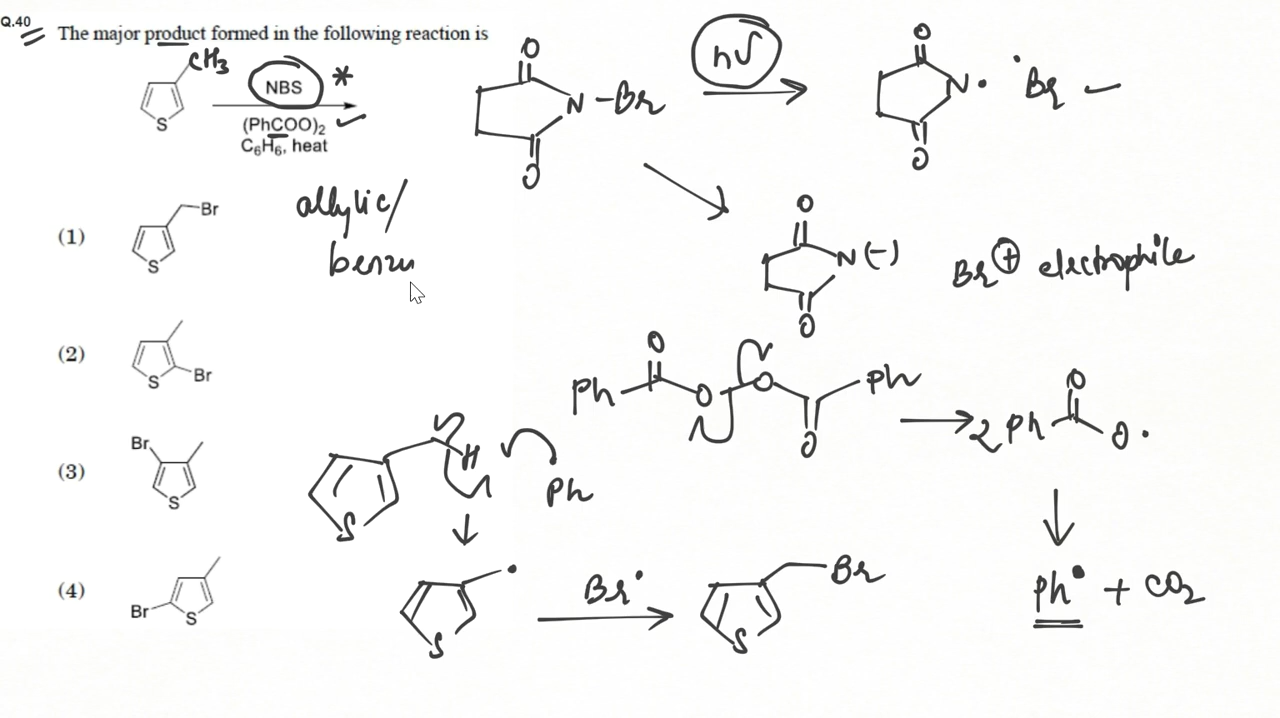 Q.40 The major product formed in the following reaction is
CH3
NBS *
(PhCOO)2
C6H6, heat
S
O
N-Br
O
hν
O
N• •Br
O
allylic/
benzu
(1) Br
S
O
N(-) Br+ electrophile
O
(2) Br
S
O
Ph O O Ph
O
2 Ph O•
O
(3) Br
S
S
H
Ph
Ph• + CO2
(4) Br
S
S
Br•
Br
S